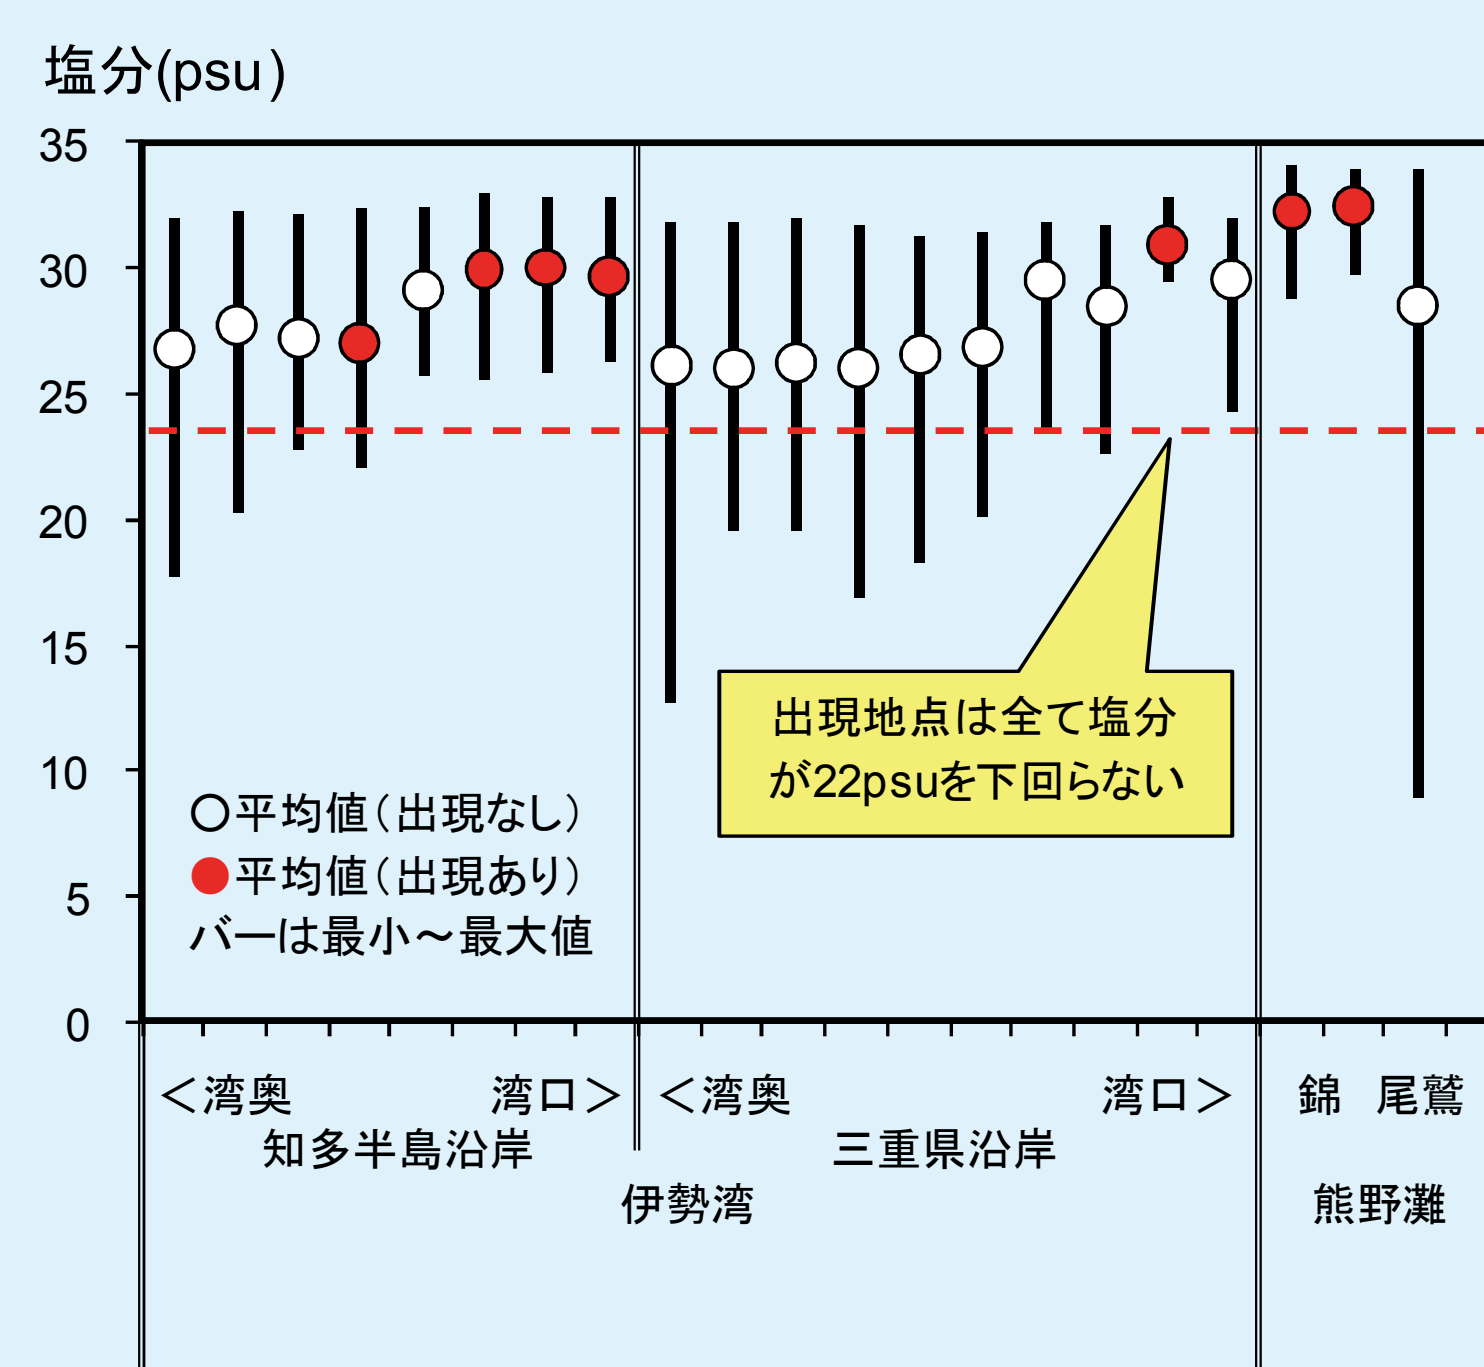 塩分(psu)
35
30
25
20
15
10
5
0
出現地点は全て塩分
が22psuを下回らない
○平均値（出現なし）
●平均値（出現あり）
バーは最小～最大値
＜湾奥 湾口＞ ＜湾奥 湾口＞ 錦 尾鷲
知多半島沿岸 三重県沿岸
伊勢湾 熊野灘